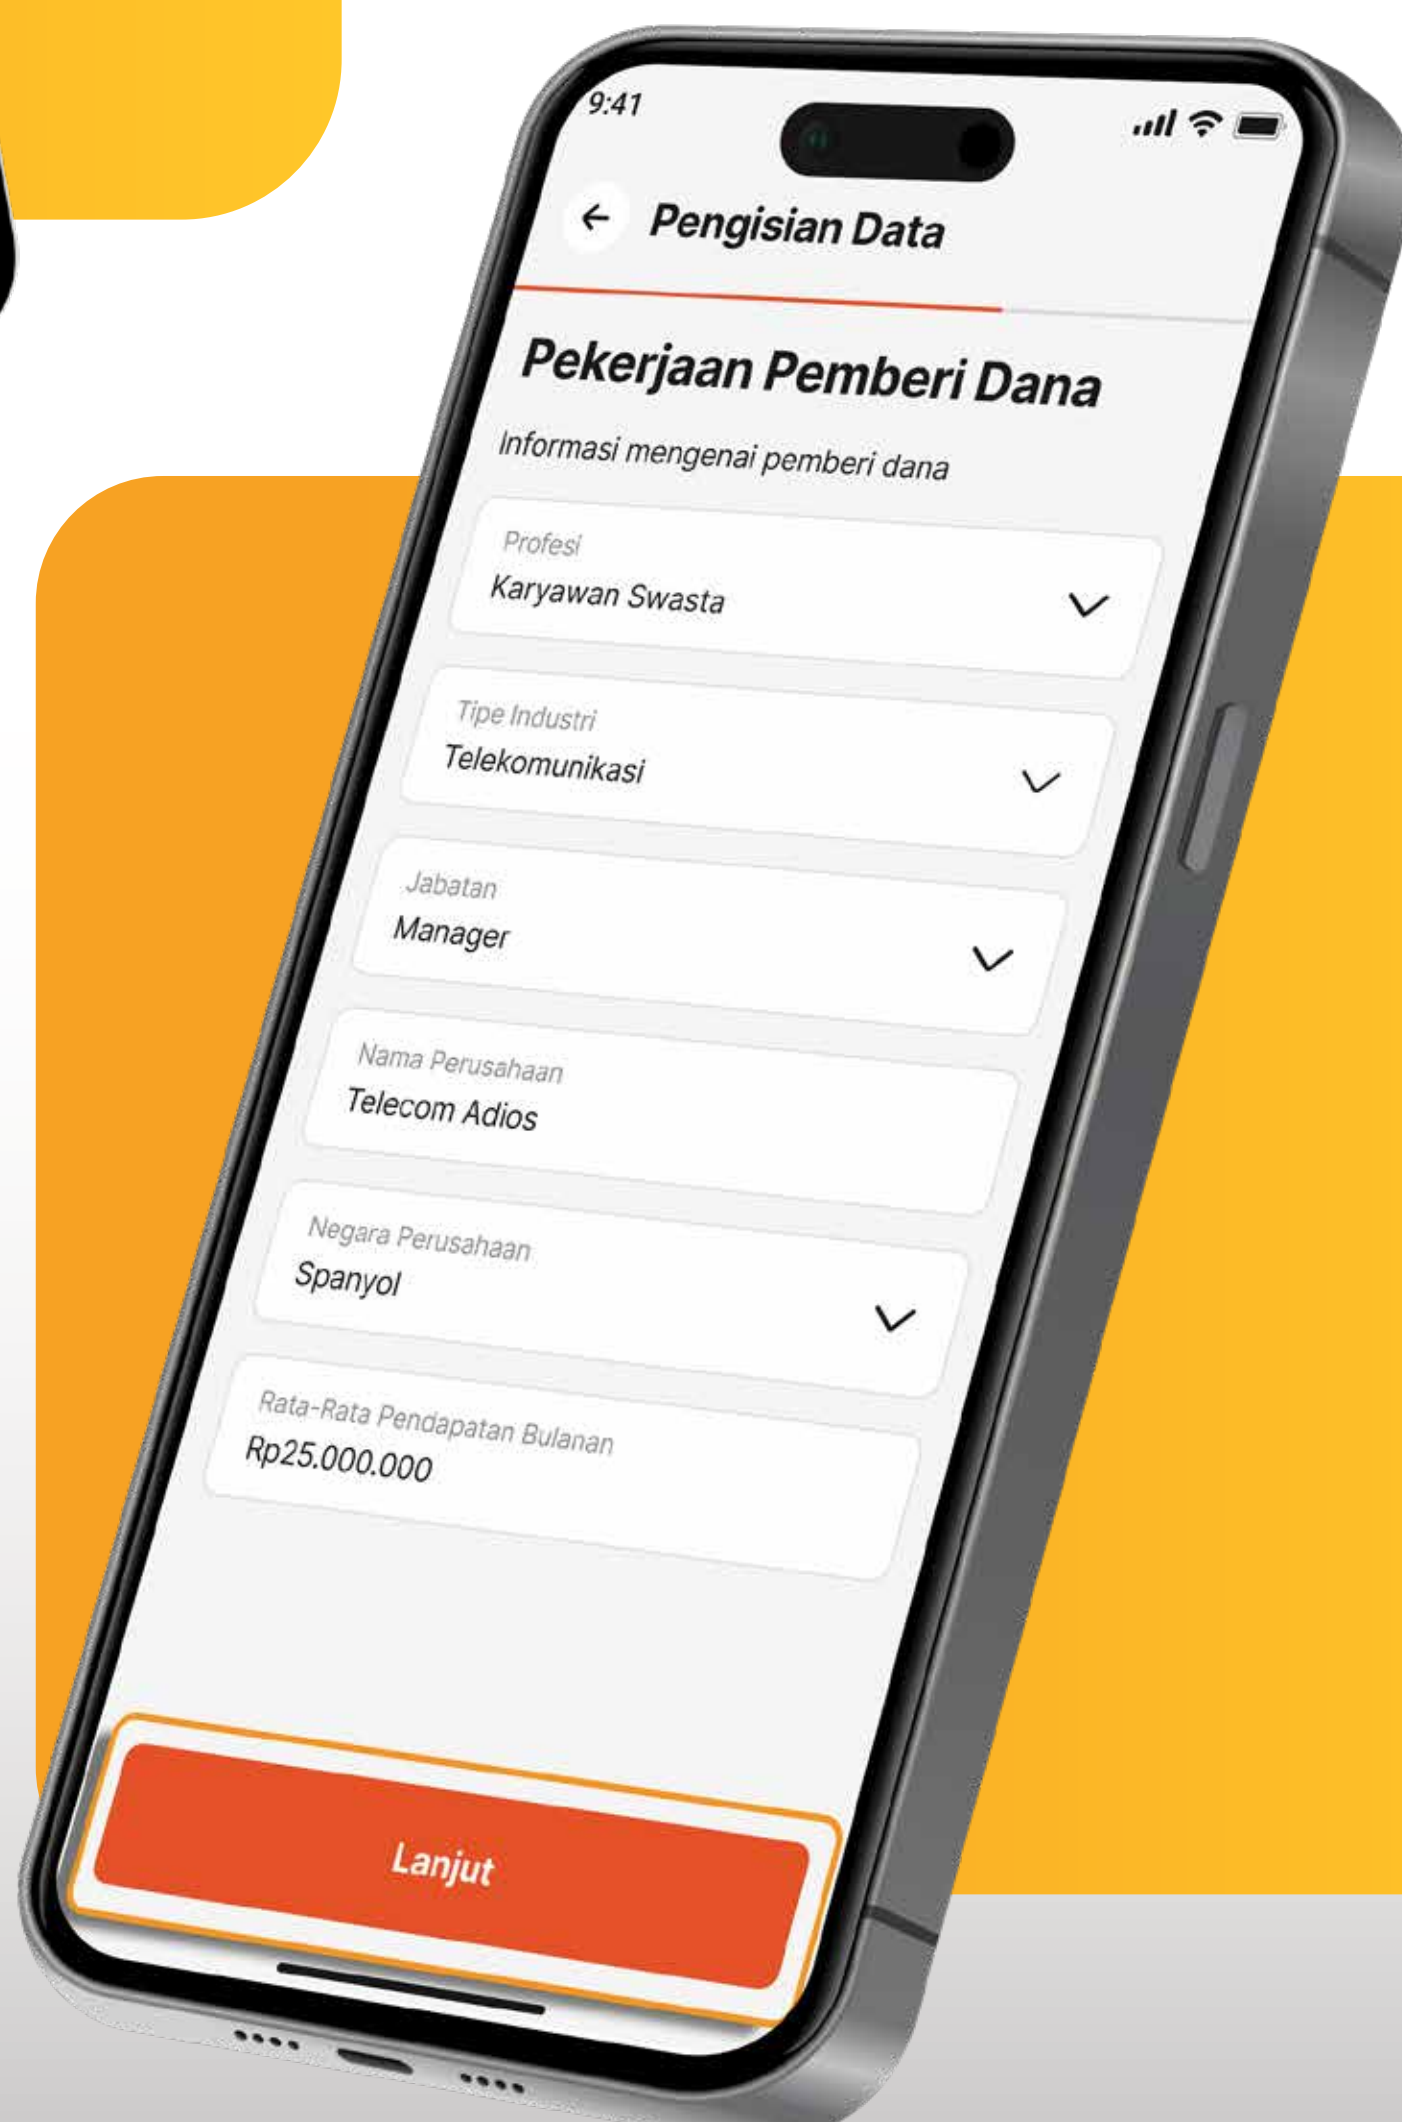 9:41
Pengisian Data
Pekerjaan Pemberi Dana
Informasi mengenai pemberi dana
Profesi
Karyawan Swasta
Tipe Industri
Telekomunikasi
Jabatan
Manager
Nama Perusahaan
Telecom Adios
Negara Perusahaan
Spanyol
Rata-Rata Pendapatan Bulanan
Rp25.000.000
Lanjut